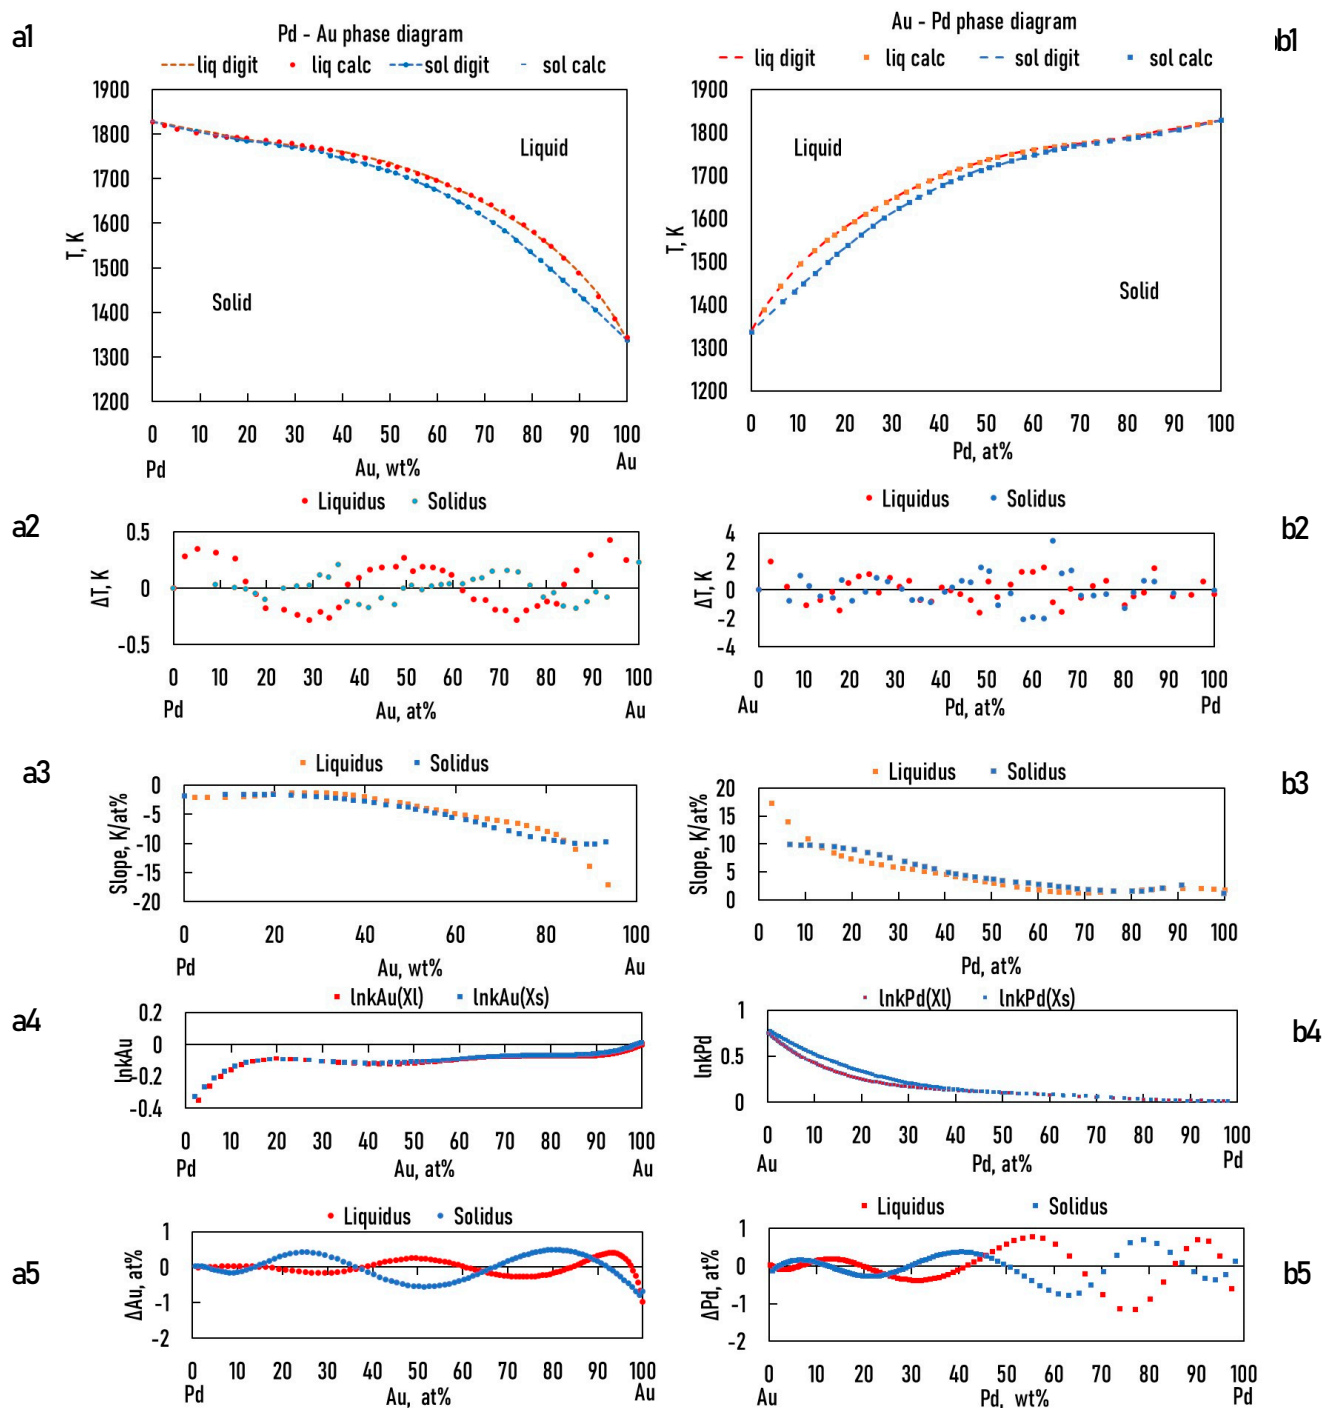 a1
Pd - Au phase diagram
liq digit liq calc sol digit sol calc
1900
1800
1700
1600
1500
1400
1300
1200
T, K
Liquid
Solid
0 10 20 30 40 50 60 70 80 90 100
Pd Au, wt% Au
b1
Au - Pd phase diagram
liq digit liq calc sol digit sol calc
1900
1800
1700
1600
1500
1400
1300
1200
T, K
Liquid
Solid
0 10 20 30 40 50 60 70 80 90 100
Pd, at%
a2
Liquidus Solidus
0.5
0
-0.5
ΔT, K
0 10 20 30 40 50 60 70 80 90 100
Pd Au, at% Au
b2
Liquidus Solidus
4
2
0
-2
-4
ΔT, K
0 10 20 30 40 50 60 70 80 90 100
Au Pd, at% Pd
a3
Liquidus Solidus
0
-5
-10
-15
-20
Slope, K/at%
0 20 40 60 80 100
Pd Au, wt% Au
b3
Liquidus Solidus
20
15
10
5
0
Slope, K/at%
0 10 20 30 40 50 60 70 80 90 100
Pd, at%
a4
lnkAu(Xl) lnkAu(Xs)
0.2
0
-0.2
-0.4
lnkAu
0 10 20 30 40 50 60 70 80 90 100
Pd Au, at% Au
b4
lnkPd(Xl) lnkPd(Xs)
1
0.5
0
lnkPd
0 10 20 30 40 50 60 70 80 90 100
Au Pd, at% Pd
a5
Liquidus Solidus
1
0
-1
-2
ΔAu, at%
0 10 20 30 40 50 60 70 80 90 100
Pd Au, at% Au
b5
Liquidus Solidus
1
0
-1
-2
ΔPd, at%
0 10 20 30 40 50 60 70 80 90 100
Au Pd, wt% Pd